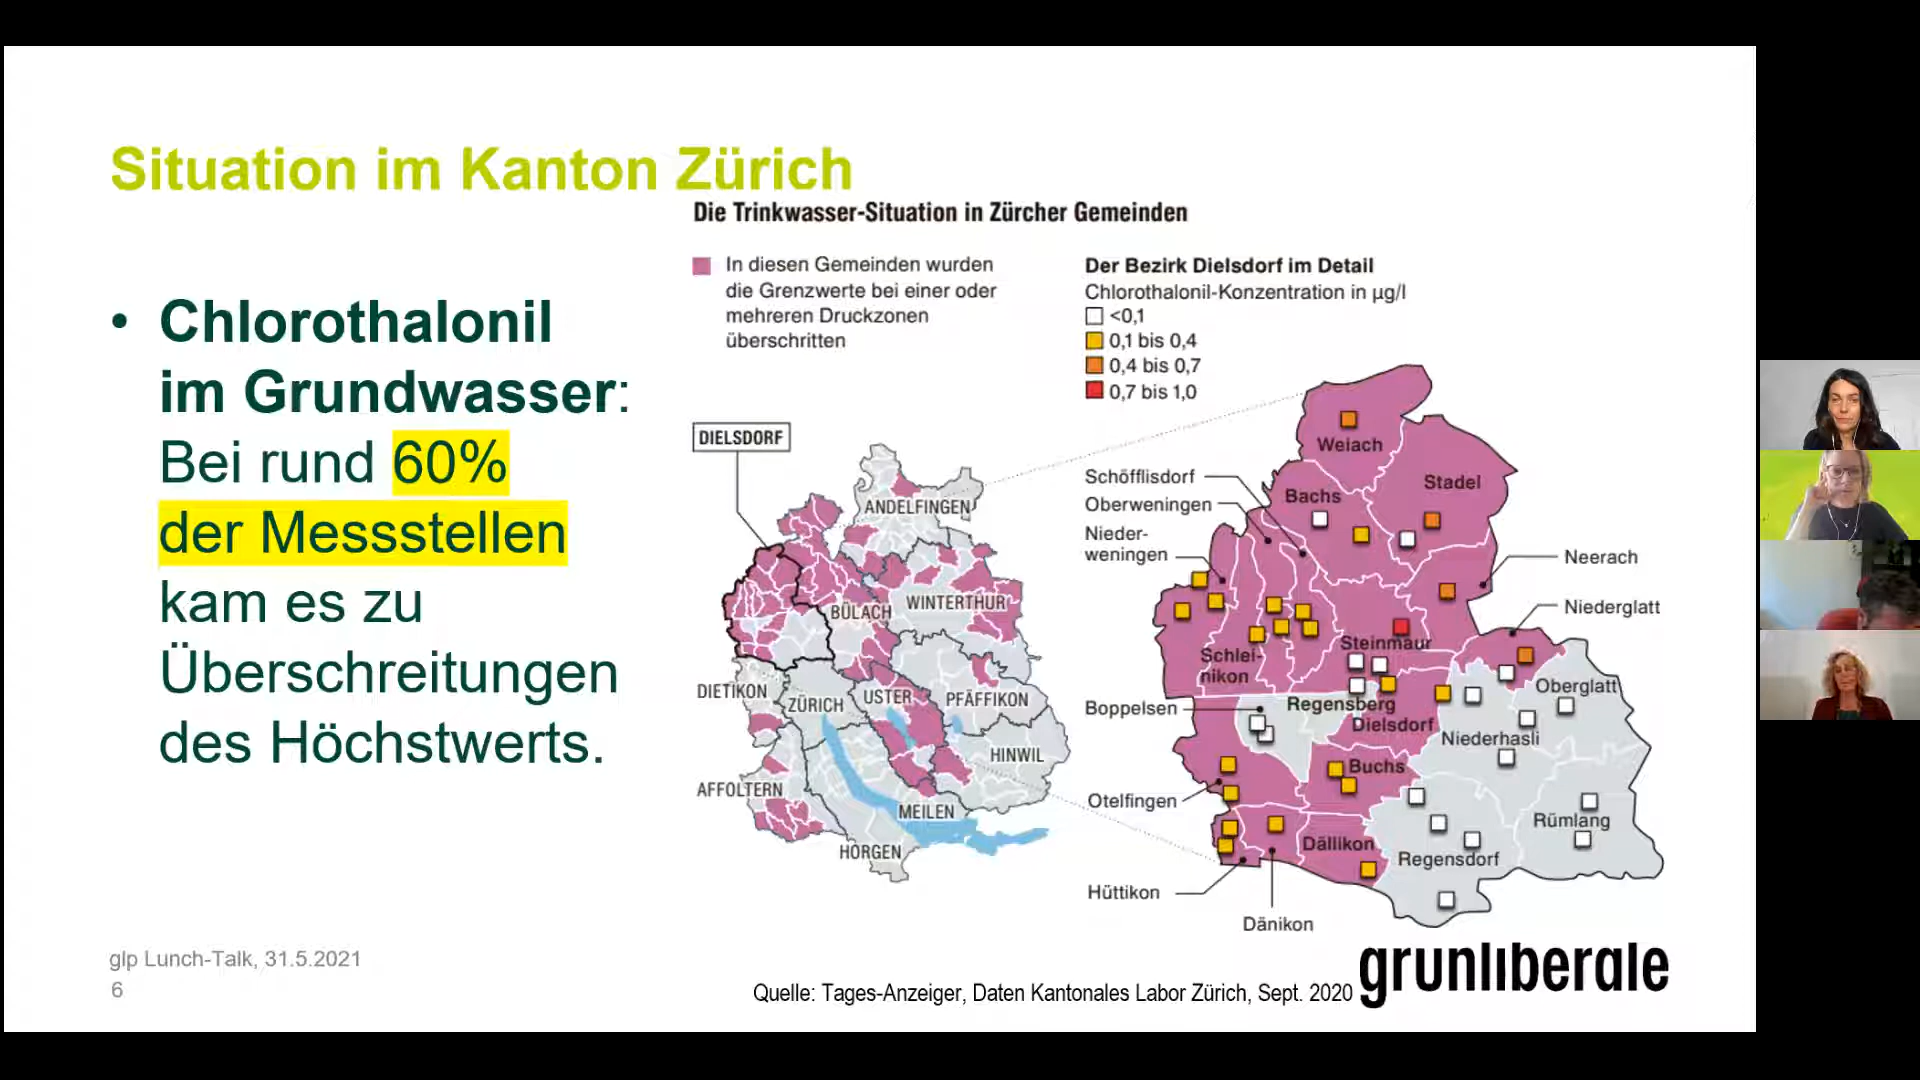 Situation im Kanton Zürich
• Chlorothalonil
im Grundwasser:
Bei rund 60%
der Messstellen
kam es zu
Überschreitungen
des Höchstwerts.
Die Trinkwasser-Situation in Zürcher Gemeinden
In diesen Gemeinden wurden
die Grenzwerte bei einer oder
mehreren Druckzonen
überschritten
Der Bezirk Dielsdorf im Detail
Chlorothalonil-Konzentration in µg/l
<0,1
0,1 bis 0,4
0,4 bis 0,7
0,7 bis 1,0
DIELSDORF
ANDELFINGEN
BÜLACH
WINTERTHUR
DIETIKON
ZÜRICH
USTER
PFÄFFIKON
HINWIL
AFFOLTERN
MEILEN
HORGEN
Weiach
Stadel
Bachs
Schöfflisdorf
Oberweningen
Nieder-
weningen
Neerach
Niederglatt
Steinmaur
Schlei-
nikon
Oberglatt
Regensberg
Boppelsen
Dielsdorf
Niederhasli
Buchs
Otelfingen
Rümlang
Dällikon
Regensdorf
Hüttikon
Dänikon
glp Lunch-Talk, 31.5.2021
6
Quelle: Tages-Anzeiger, Daten Kantonales Labor Zürich, Sept. 2020
grünliberale